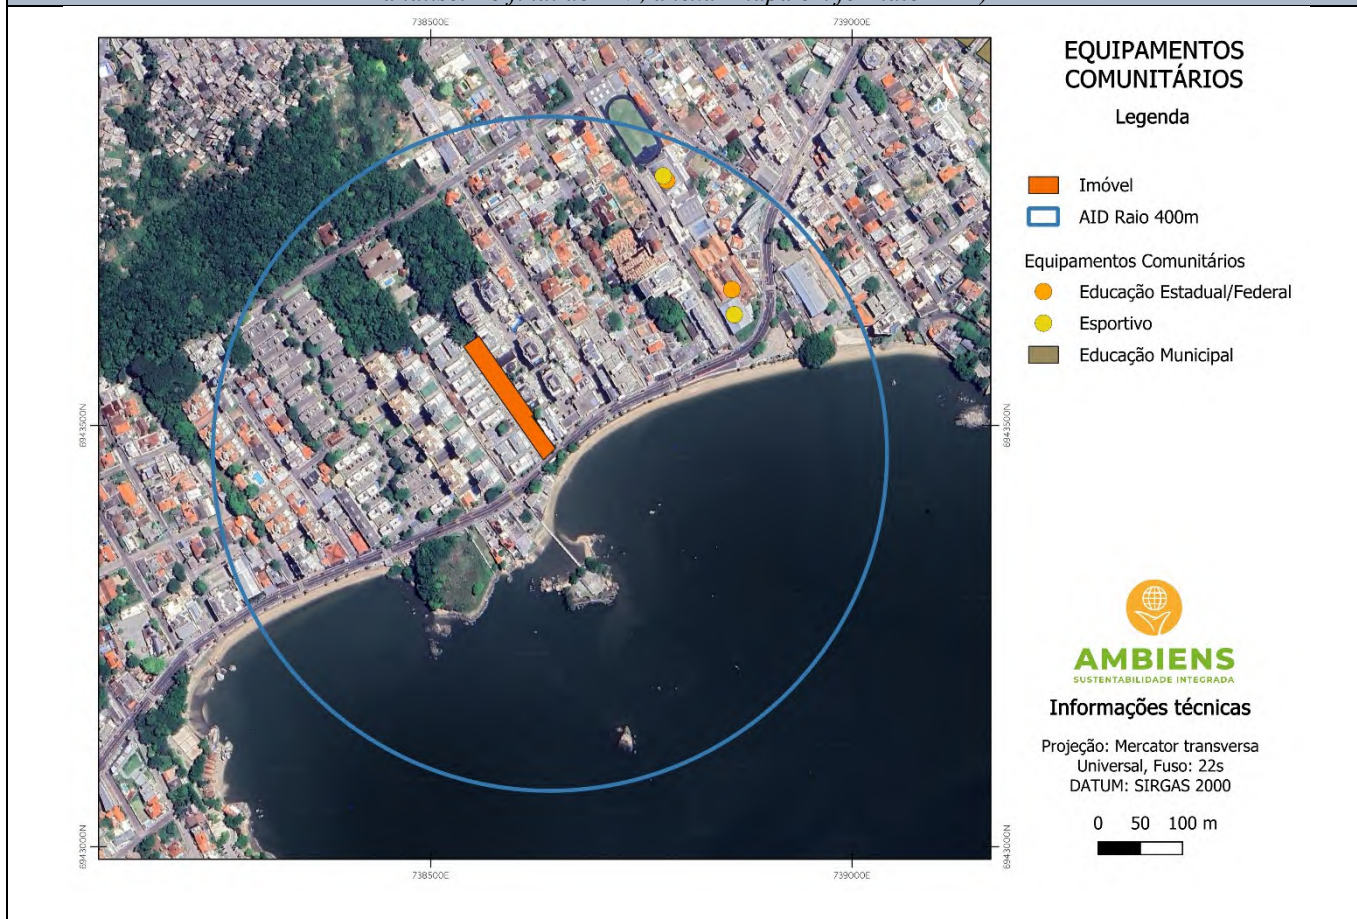 738500E
739000E
EQUIPAMENTOS
COMUNITÁRIOS
Legenda
Imóvel
AID Raio 400m
Equipamentos Comunitários
Educação Estadual/Federal
Esportivo
Educação Municipal
6943500N
6943500N
AMBIENS
SUSTENTABILIDADE INTEGRADA
Informações técnicas
Projeção: Mercator transversa
Universal, Fuso: 22s
DATUM: SIRGAS 2000
0 50 100 m
6943000N
6943000N
738500E
739000E